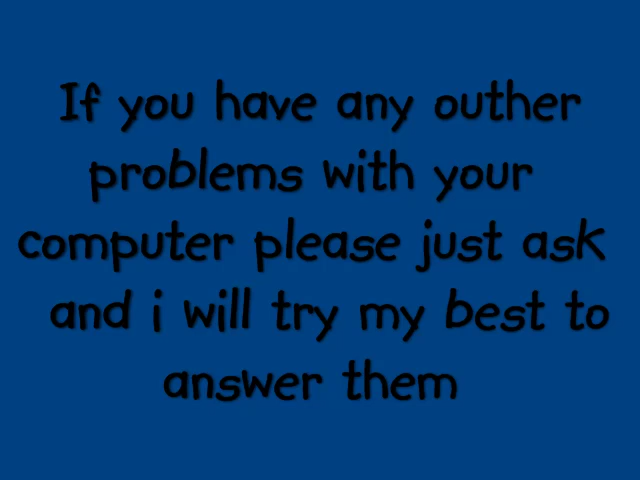 If you have any outher
problems with your
computer please just ask
and i will try my best to
answer them